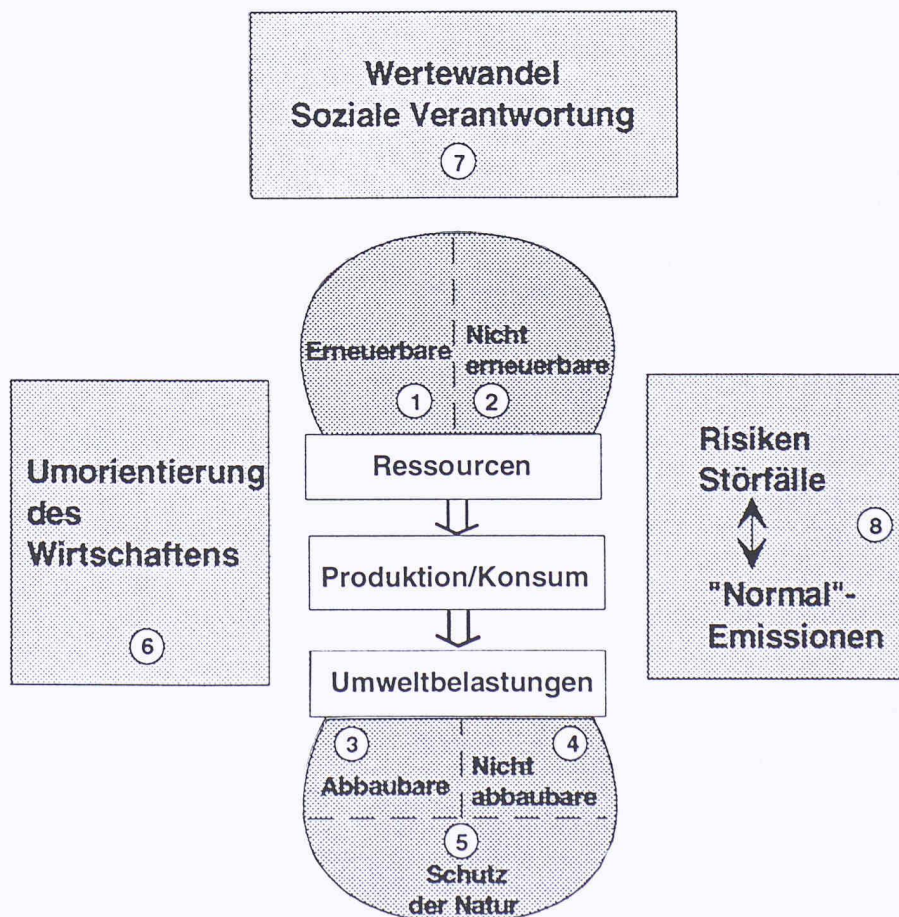 Wertewandel
Soziale Verantwortung
7
Erneuerbare
1
Nicht
erneuerbare
2
Ressourcen
Umorientierung
des
Wirtschaftens
6
Produktion/Konsum
Risiken
Störfälle
8
"Normal"-
Emissionen
Umweltbelastungen
3
Abbaubare
4
Nicht
abbaubare
5
Schutz
der Natur